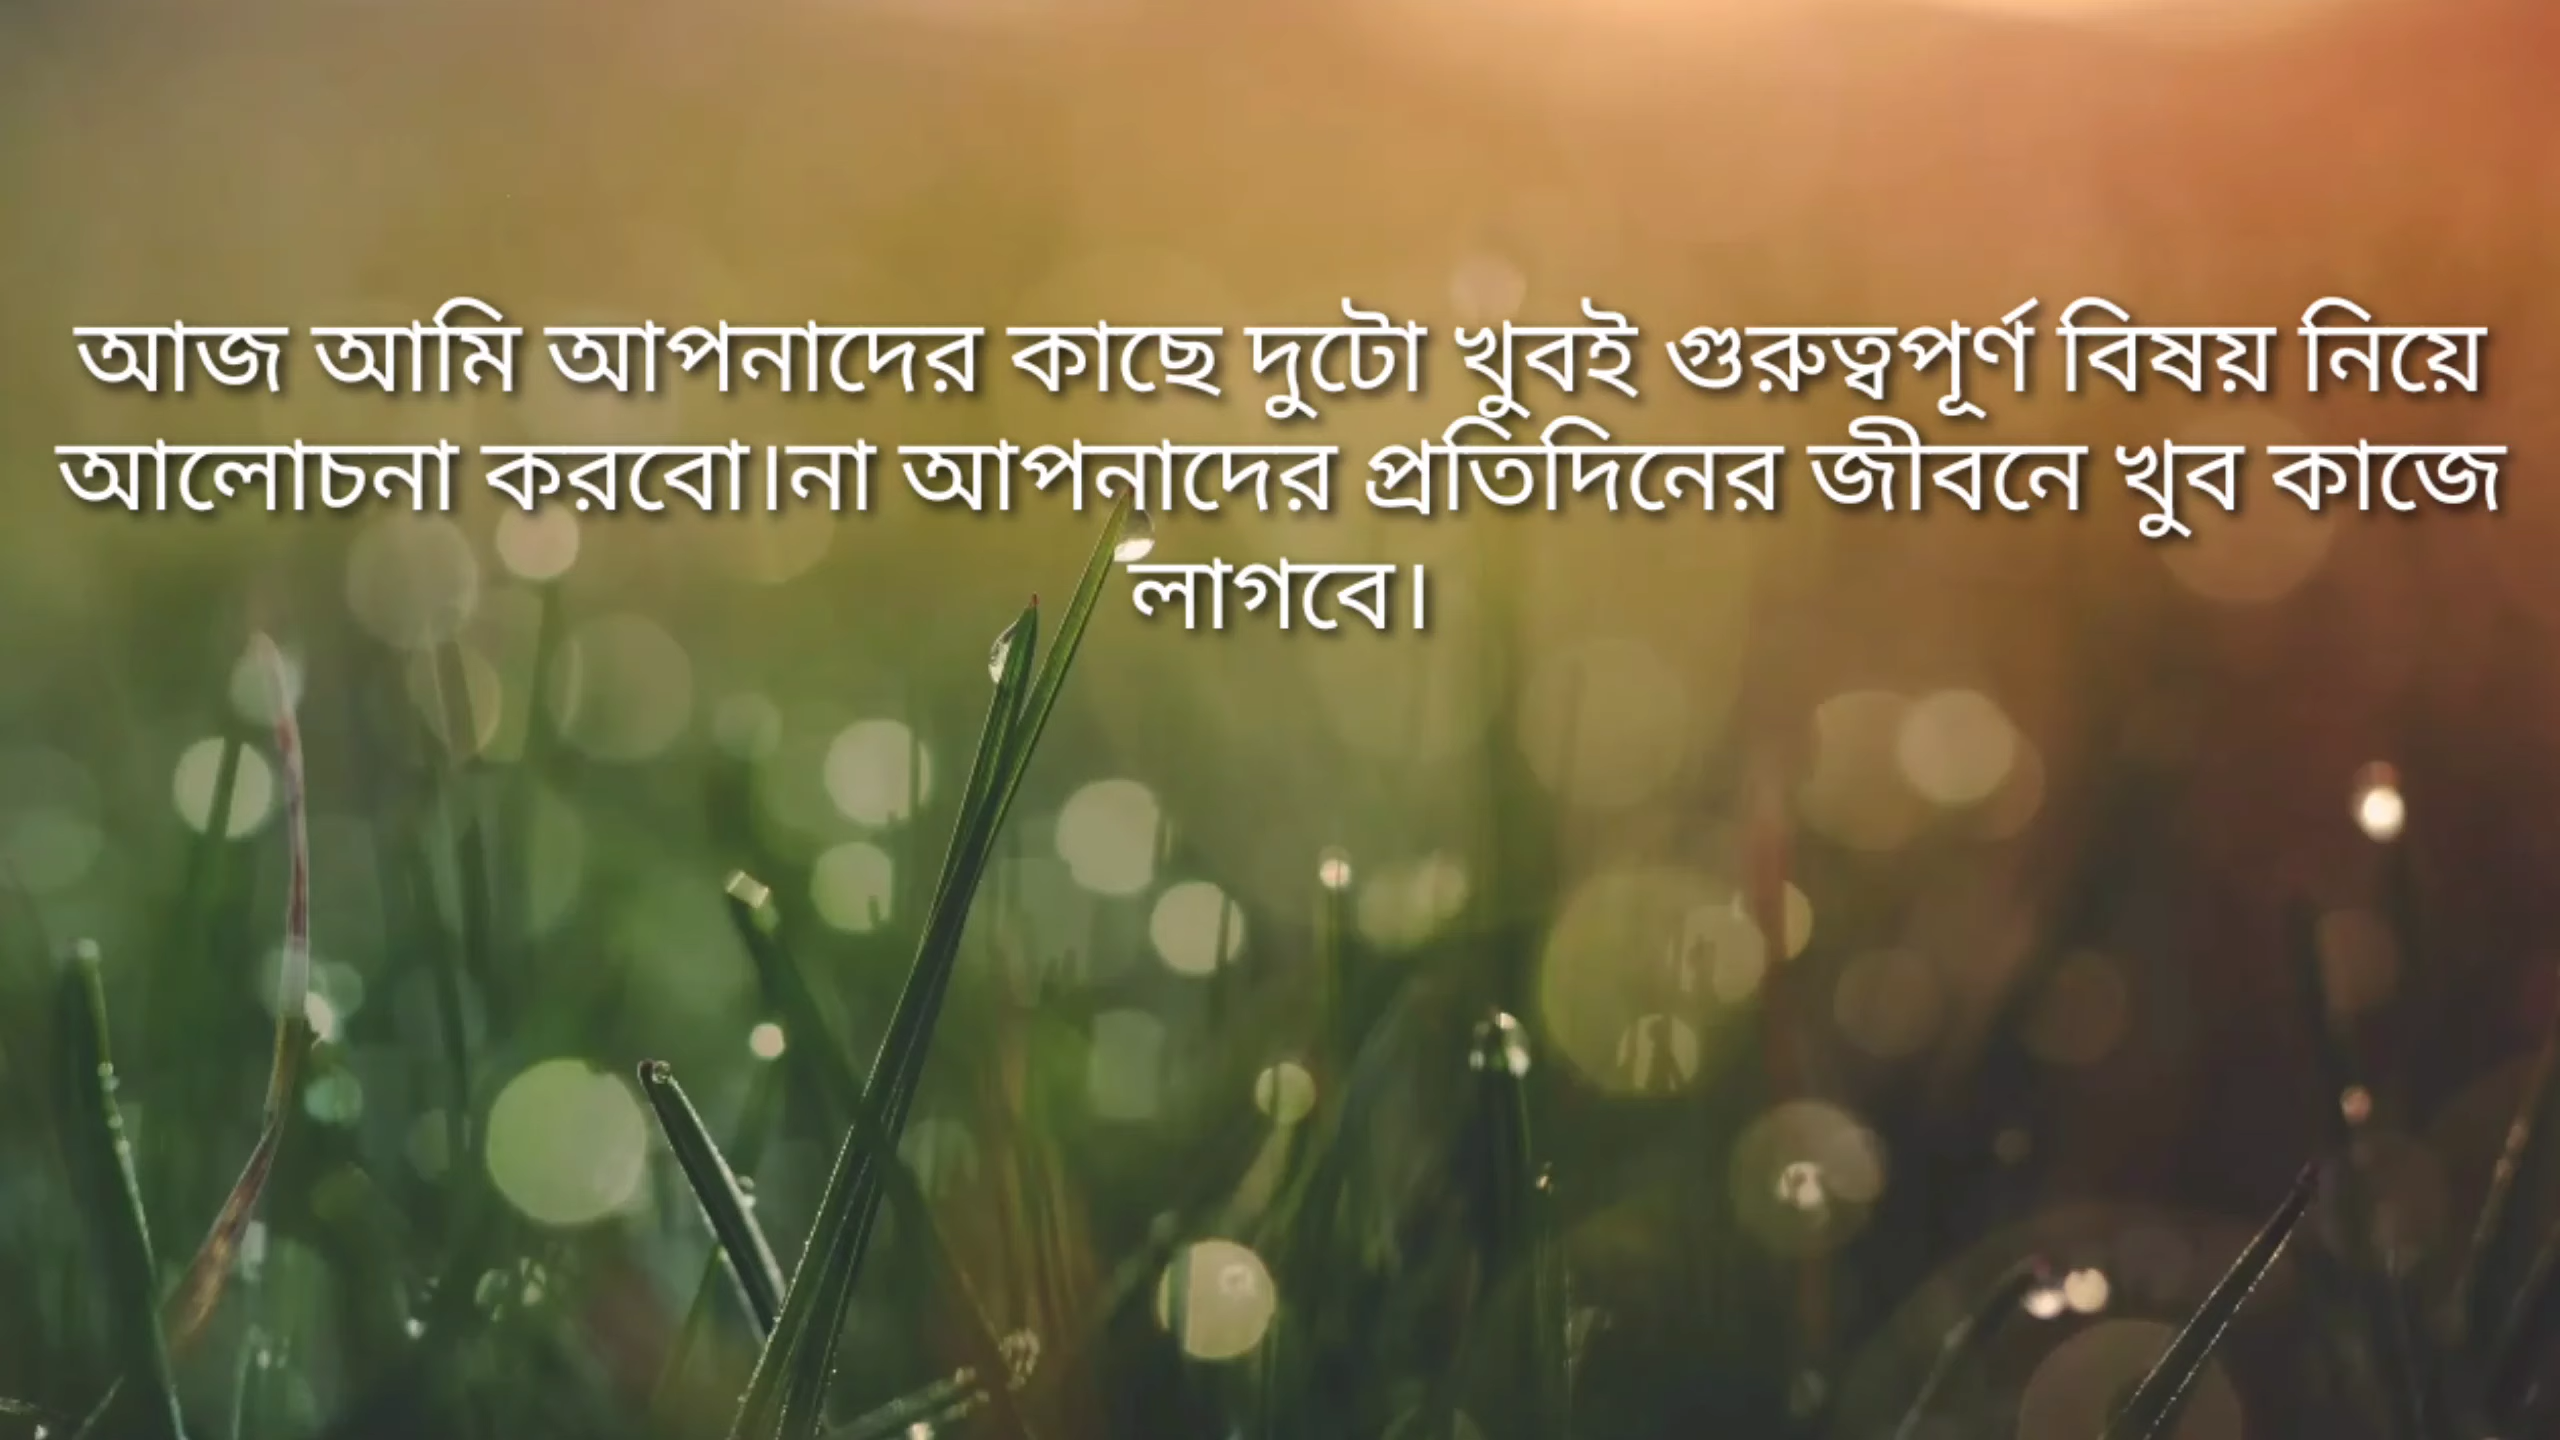 আজ আমি আপনাদের কাছে দুটো খুবই গুরুত্বপূর্ণ বিষয় নিয়ে
আলোচনা করবো।না আপনাদের প্রতিদিনের জীবনে খুব কাজে
লাগবে।